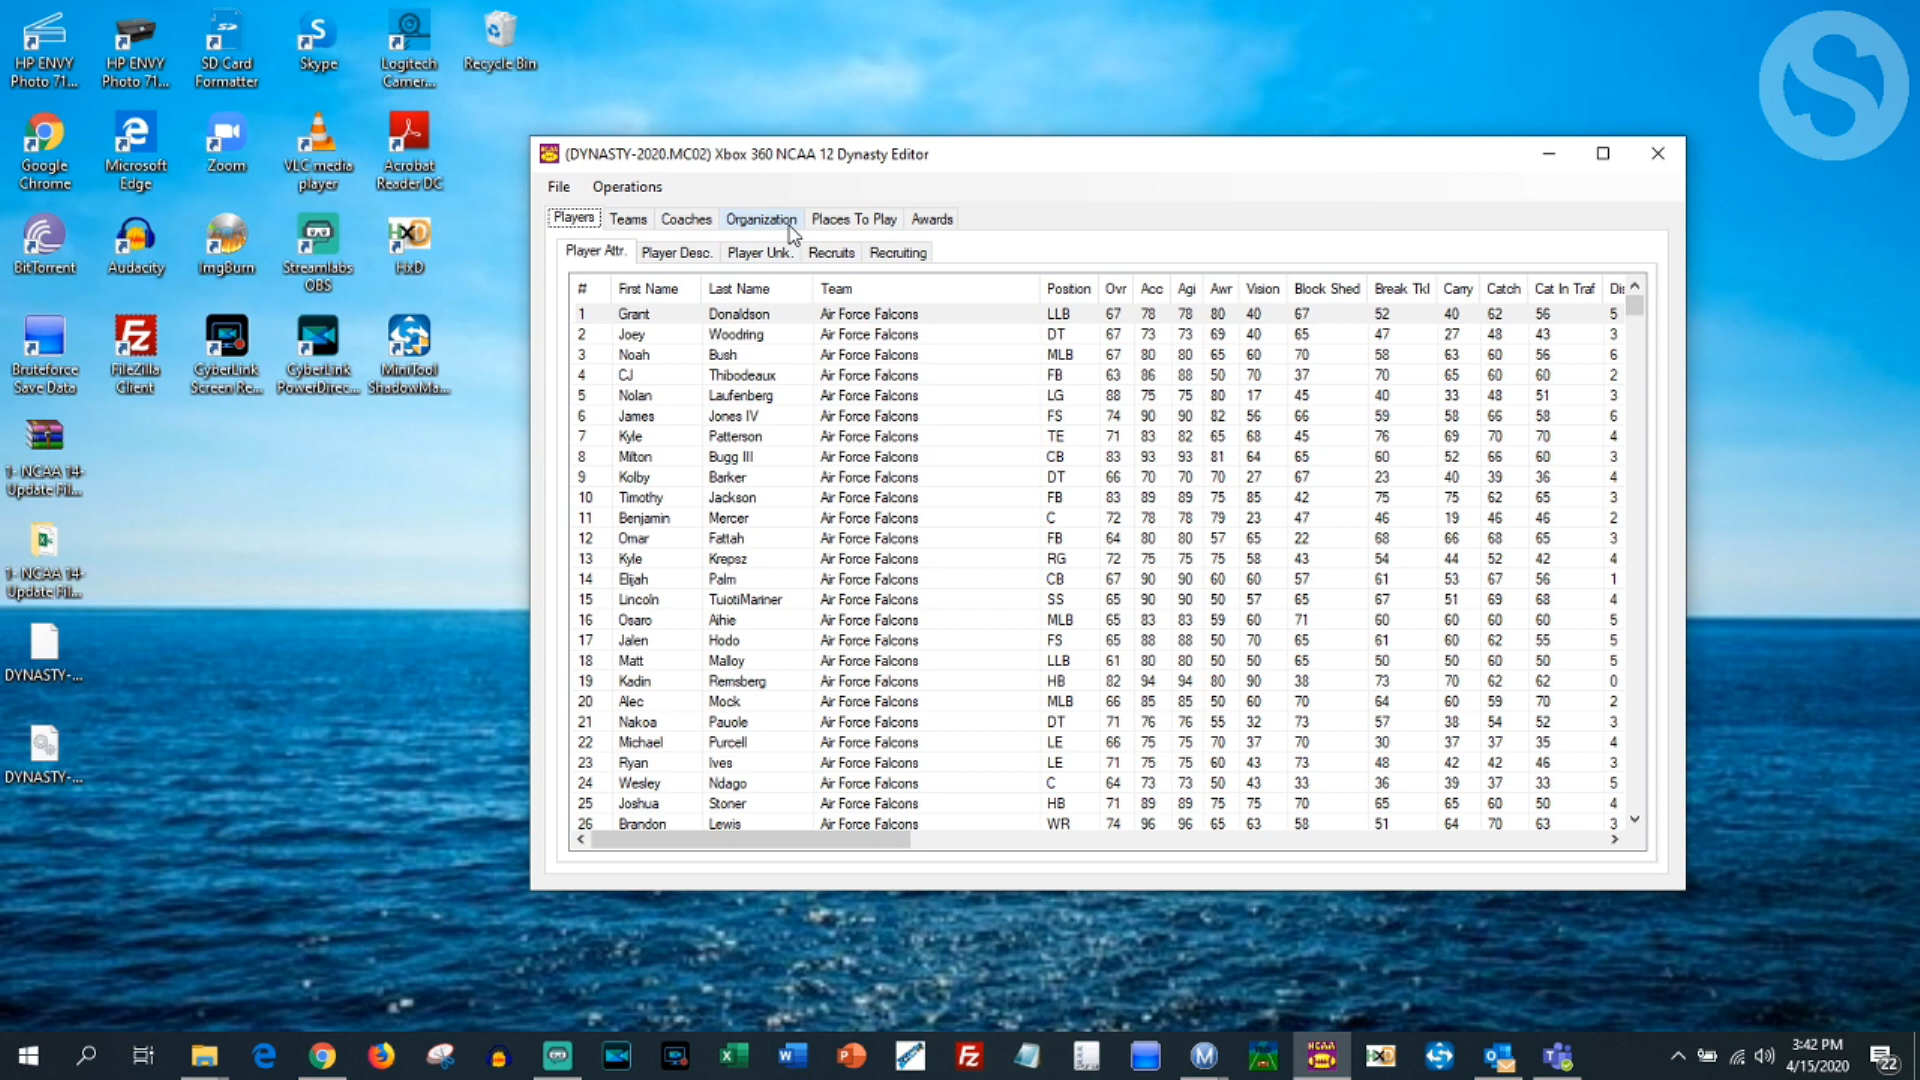 HP ENVY
Photo 71...
HP ENVY
Photo 71...
SD Card
Formatter
Skype
Logitech
Camer...
Recycle Bin
Google
Chrome
Microsoft
Edge
Zoom
VLC media
player
Acrobat
Reader DC
BitTorrent
Audacity
ImgBurn
Streamlabs
OBS
HxD
Bruteforce
Save Data
FileZilla
Client
CyberLink
Screen Re...
CyberLink
PowerDirec...
MiniTool
ShadowMa...
1- NCAA 14-
Update Fil...
1- NCAA 14-
Update Fil...
DYNASTY-...
DYNASTY-...
(DYNASTY-2020.MC02) Xbox 360 NCAA 12 Dynasty Editor
File Operations
Players Teams Coaches Organization Places To Play Awards
Player Attr. Player Desc. Player Unk. Recruits Recruiting
# First Name Last Name Team Position Ovr Acc Agi Awr Vision Block Shed Break Tkl Carry Catch Cat In Traf Dis
1 Grant Donaldson Air Force Falcons LLB 67 78 78 80 40 67 52 40 62 56 5
2 Joey Woodring Air Force Falcons DT 67 73 73 69 40 65 47 27 48 43 3
3 Noah Bush Air Force Falcons MLB 67 80 80 65 60 70 58 63 60 56 6
4 CJ Thibodeaux Air Force Falcons FB 63 86 88 50 70 37 70 65 60 60 2
5 Nolan Laufenberg Air Force Falcons LG 88 75 75 80 17 45 40 33 48 51 3
6 James Jones IV Air Force Falcons FS 74 90 90 82 56 66 59 58 66 58 6
7 Kyle Patterson Air Force Falcons TE 71 83 82 65 68 45 76 69 70 70 4
8 Milton Bugg III Air Force Falcons CB 83 93 93 81 64 65 60 52 66 60 3
9 Kolby Barker Air Force Falcons DT 66 70 70 70 27 67 23 40 39 36 4
10 Timothy Jackson Air Force Falcons FB 83 89 89 75 85 42 75 75 62 65 3
11 Benjamin Mercer Air Force Falcons C 72 78 78 79 23 47 46 19 46 46 2
12 Omar Fattah Air Force Falcons FB 64 80 80 57 65 22 68 66 68 65 3
13 Kyle Krepsz Air Force Falcons RG 72 75 75 75 58 43 54 44 52 42 4
14 Elijah Palm Air Force Falcons CB 67 90 90 60 60 57 61 53 67 56 1
15 Lincoln TuiotiMariner Air Force Falcons SS 65 90 90 50 57 65 67 51 69 68 4
16 Osaro Aihie Air Force Falcons MLB 65 83 83 59 60 71 60 60 60 60 5
17 Jalen Hodo Air Force Falcons FS 65 88 88 50 70 65 61 60 62 55 5
18 Matt Malloy Air Force Falcons LLB 61 80 80 50 50 65 50 50 60 50 5
19 Kadin Remsberg Air Force Falcons HB 82 94 94 80 90 38 73 70 62 62 0
20 Alec Mock Air Force Falcons MLB 66 85 85 50 60 70 64 60 59 70 2
21 Nakoa Pauole Air Force Falcons DT 71 76 76 55 32 73 57 38 54 52 3
22 Michael Purcell Air Force Falcons LE 66 75 75 70 37 70 30 37 37 35 4
23 Ryan Ives Air Force Falcons LE 71 75 75 60 43 73 48 42 42 46 3
24 Wesley Ndago Air Force Falcons C 64 73 73 50 43 33 36 39 37 33 5
25 Joshua Stoner Air Force Falcons HB 71 89 89 75 75 70 65 65 60 50 4
26 Brandon Lewis Air Force Falcons WR 74 96 96 65 63 58 51 64 70 63 3
3:42 PM
4/15/2020
22